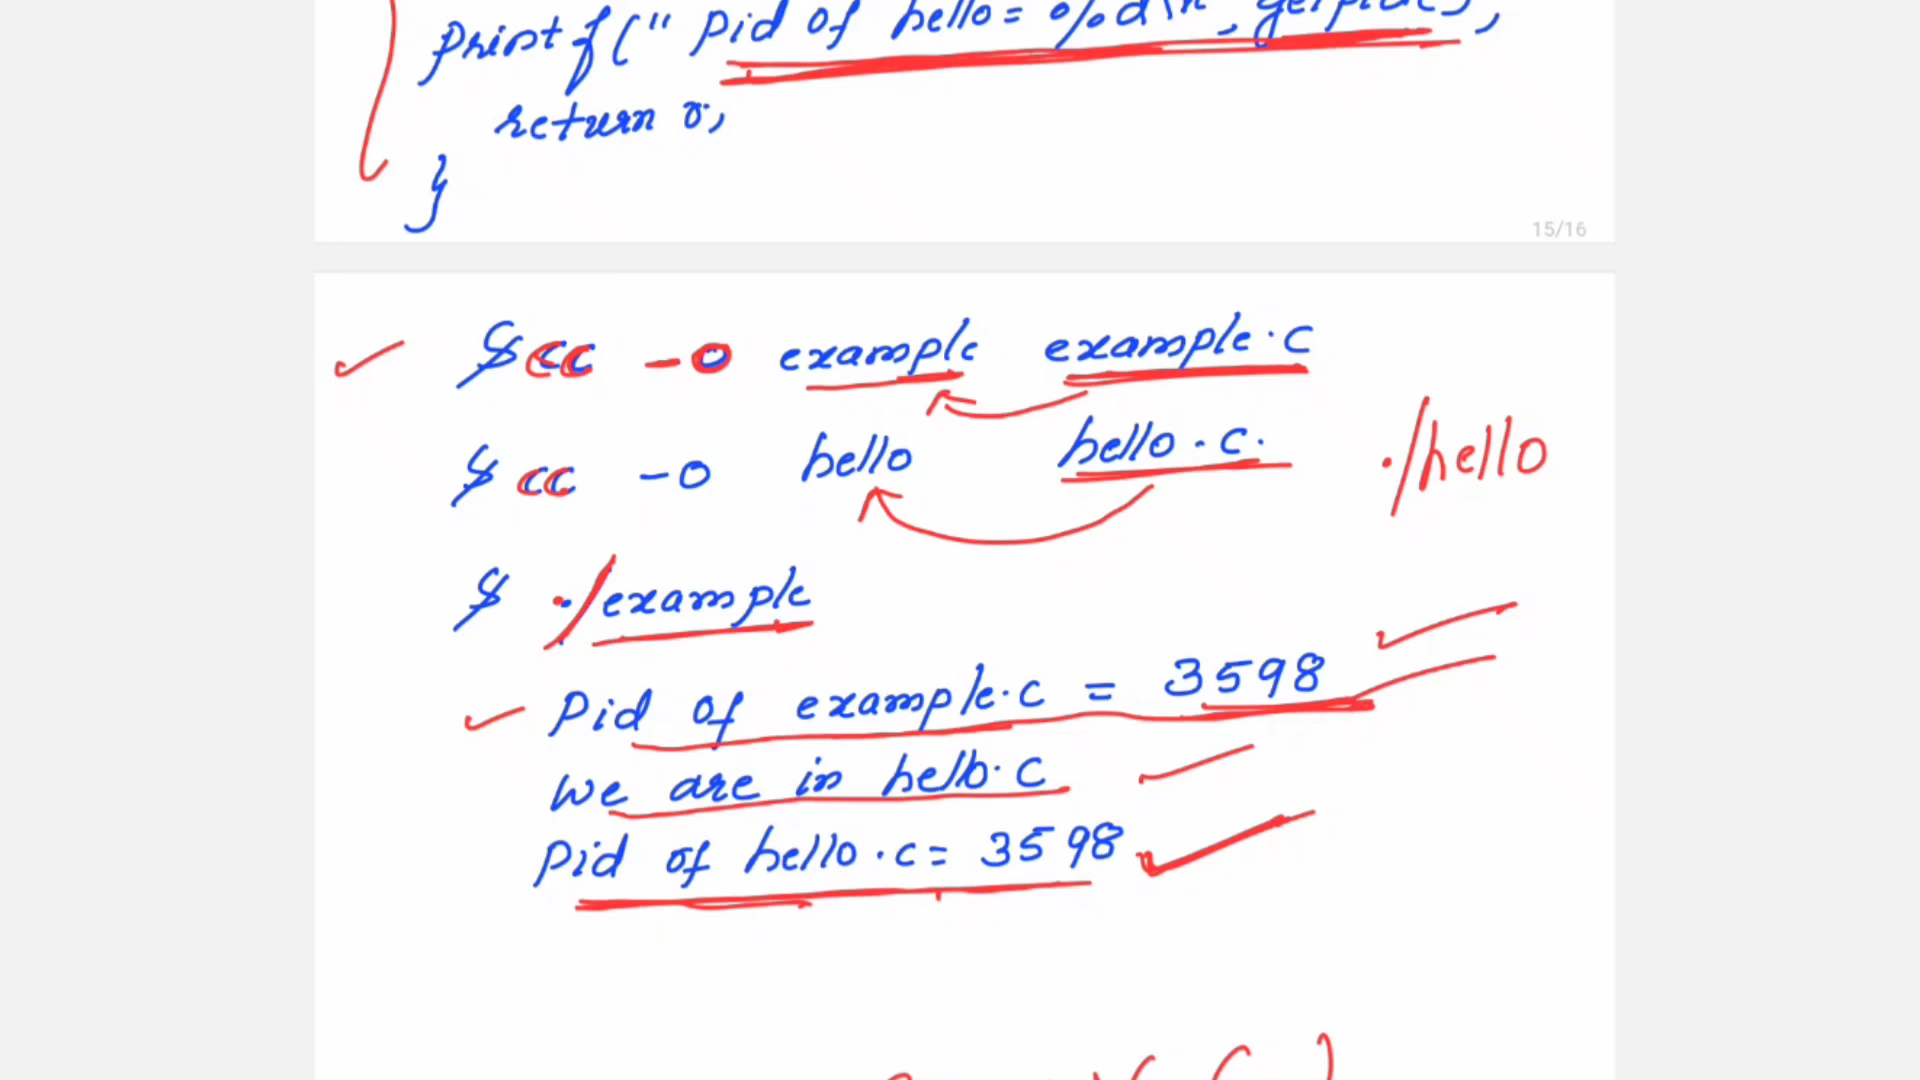 printf(" pid of hello = %d\n", getpid());
return 0;
}
15/16
$ cc -o example example.c
$ cc -o hello hello.c. ./hello
$ ./example
Pid of example.c = 3598
We are in hello.c
Pid of hello.c = 3598